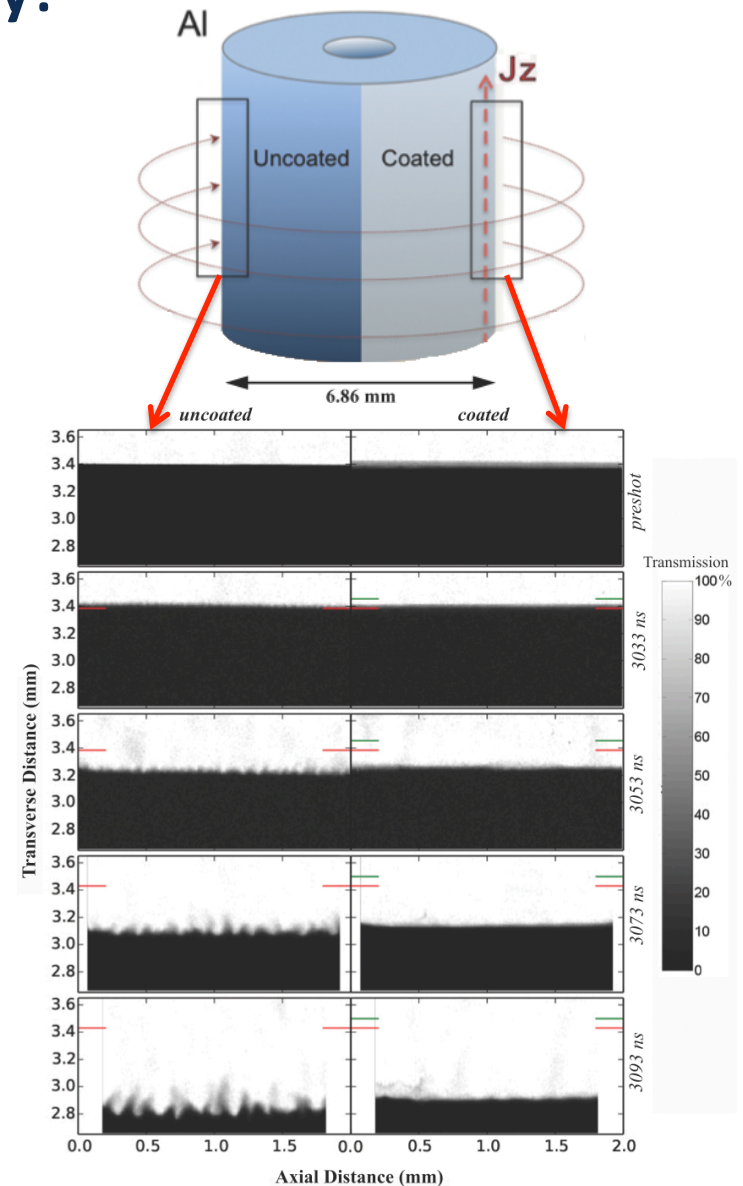 y:
Al
Jz
Uncoated Coated
6.86 mm
uncoated coated
3.6
3.4
3.2
3.0
2.8
preshot
3.6
3.4
3.2
3.0
2.8
3033 ns
3.6
3.4
3.2
3.0
2.8
3053 ns
3.6
3.4
3.2
3.0
2.8
3073 ns
3.6
3.4
3.2
3.0
2.8
3093 ns
0.0 0.5 1.0 1.5 0.0 0.5 1.0 1.5 2.0
Axial Distance (mm)
Transverse Distance (mm)
Transmission
100%
90
80
70
60
50
40
30
20
10
0